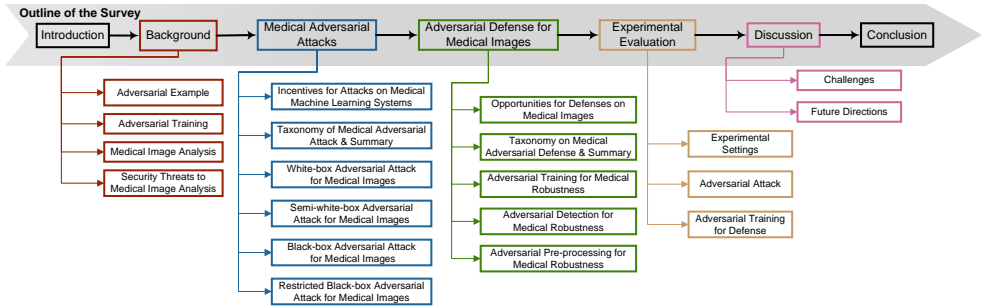 Outline of the Survey
Introduction
Background
Medical Adversarial
Attacks
Adversarial Defense for
Medical Images
Experimental
Evaluation
Discussion
Conclusion
Adversarial Example
Adversarial Training
Medical Image Analysis
Security Threats to
Medical Image Analysis
Incentives for Attacks on Medical
Machine Learning Systems
Taxonomy of Medical Adversarial
Attack & Summary
White-box Adversarial Attack
for Medical Images
Semi-white-box Adversarial
Attack for Medical Images
Black-box Adversarial Attack
for Medical Images
Restricted Black-box Adversarial
Attack for Medical Images
Opportunities for Defenses on
Medical Images
Taxonomy on Medical
Adversarial Defense & Summary
Adversarial Training for Medical
Robustness
Adversarial Detection for
Medical Robustness
Adversarial Pre-processing for
Medical Robustness
Experimental
Settings
Adversarial Attack
Adversarial Training
for Defense
Challenges
Future Directions